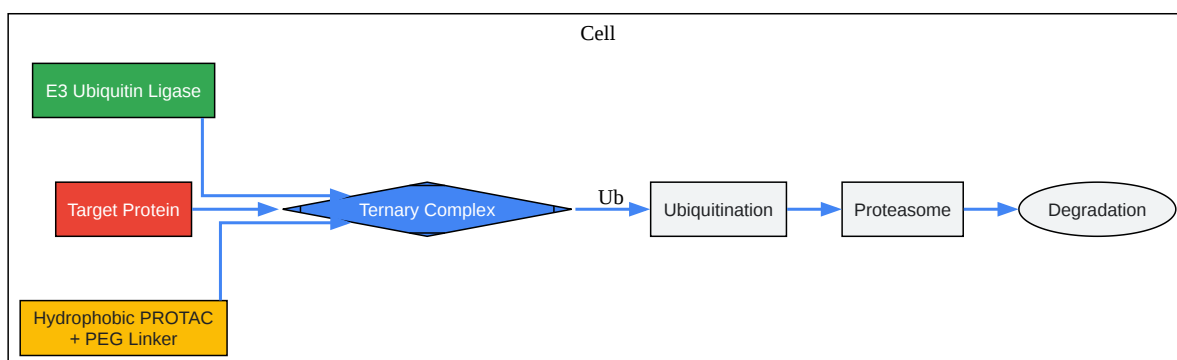 Cell
E3 Ubiquitin Ligase
Target Protein
Ternary Complex
Ub
Ubiquitination
Proteasome
Degradation
Hydrophobic PROTAC
+ PEG Linker